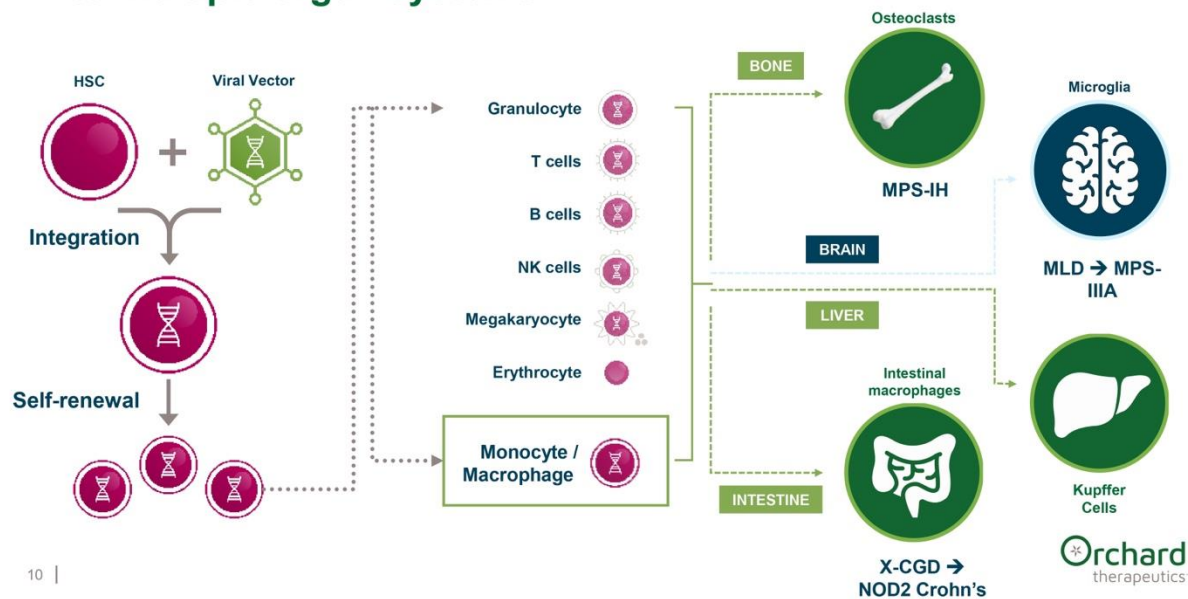 HSC
Viral Vector
Integration
Self-renewal
Granulocyte
T cells
B cells
NK cells
Megakaryocyte
Erythrocyte
Monocyte /
Macrophage
BONE
Osteoclasts
MPS-IH
BRAIN
Microglia
MLD → MPS-
IIIA
LIVER
Kupffer
Cells
INTESTINE
Intestinal
macrophages
X-CGD →
NOD2 Crohn's
10 |
Orchard
therapeutics